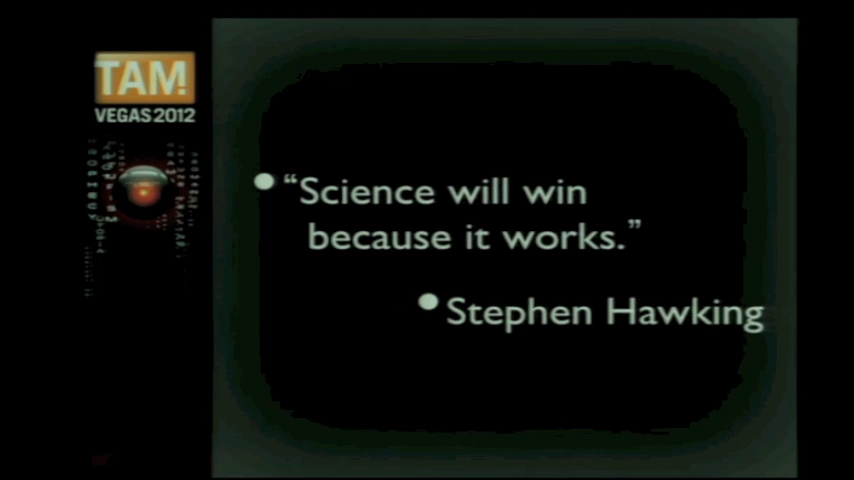 TAM!
VEGAS 2012
“Science will win
because it works.”
Stephen Hawking